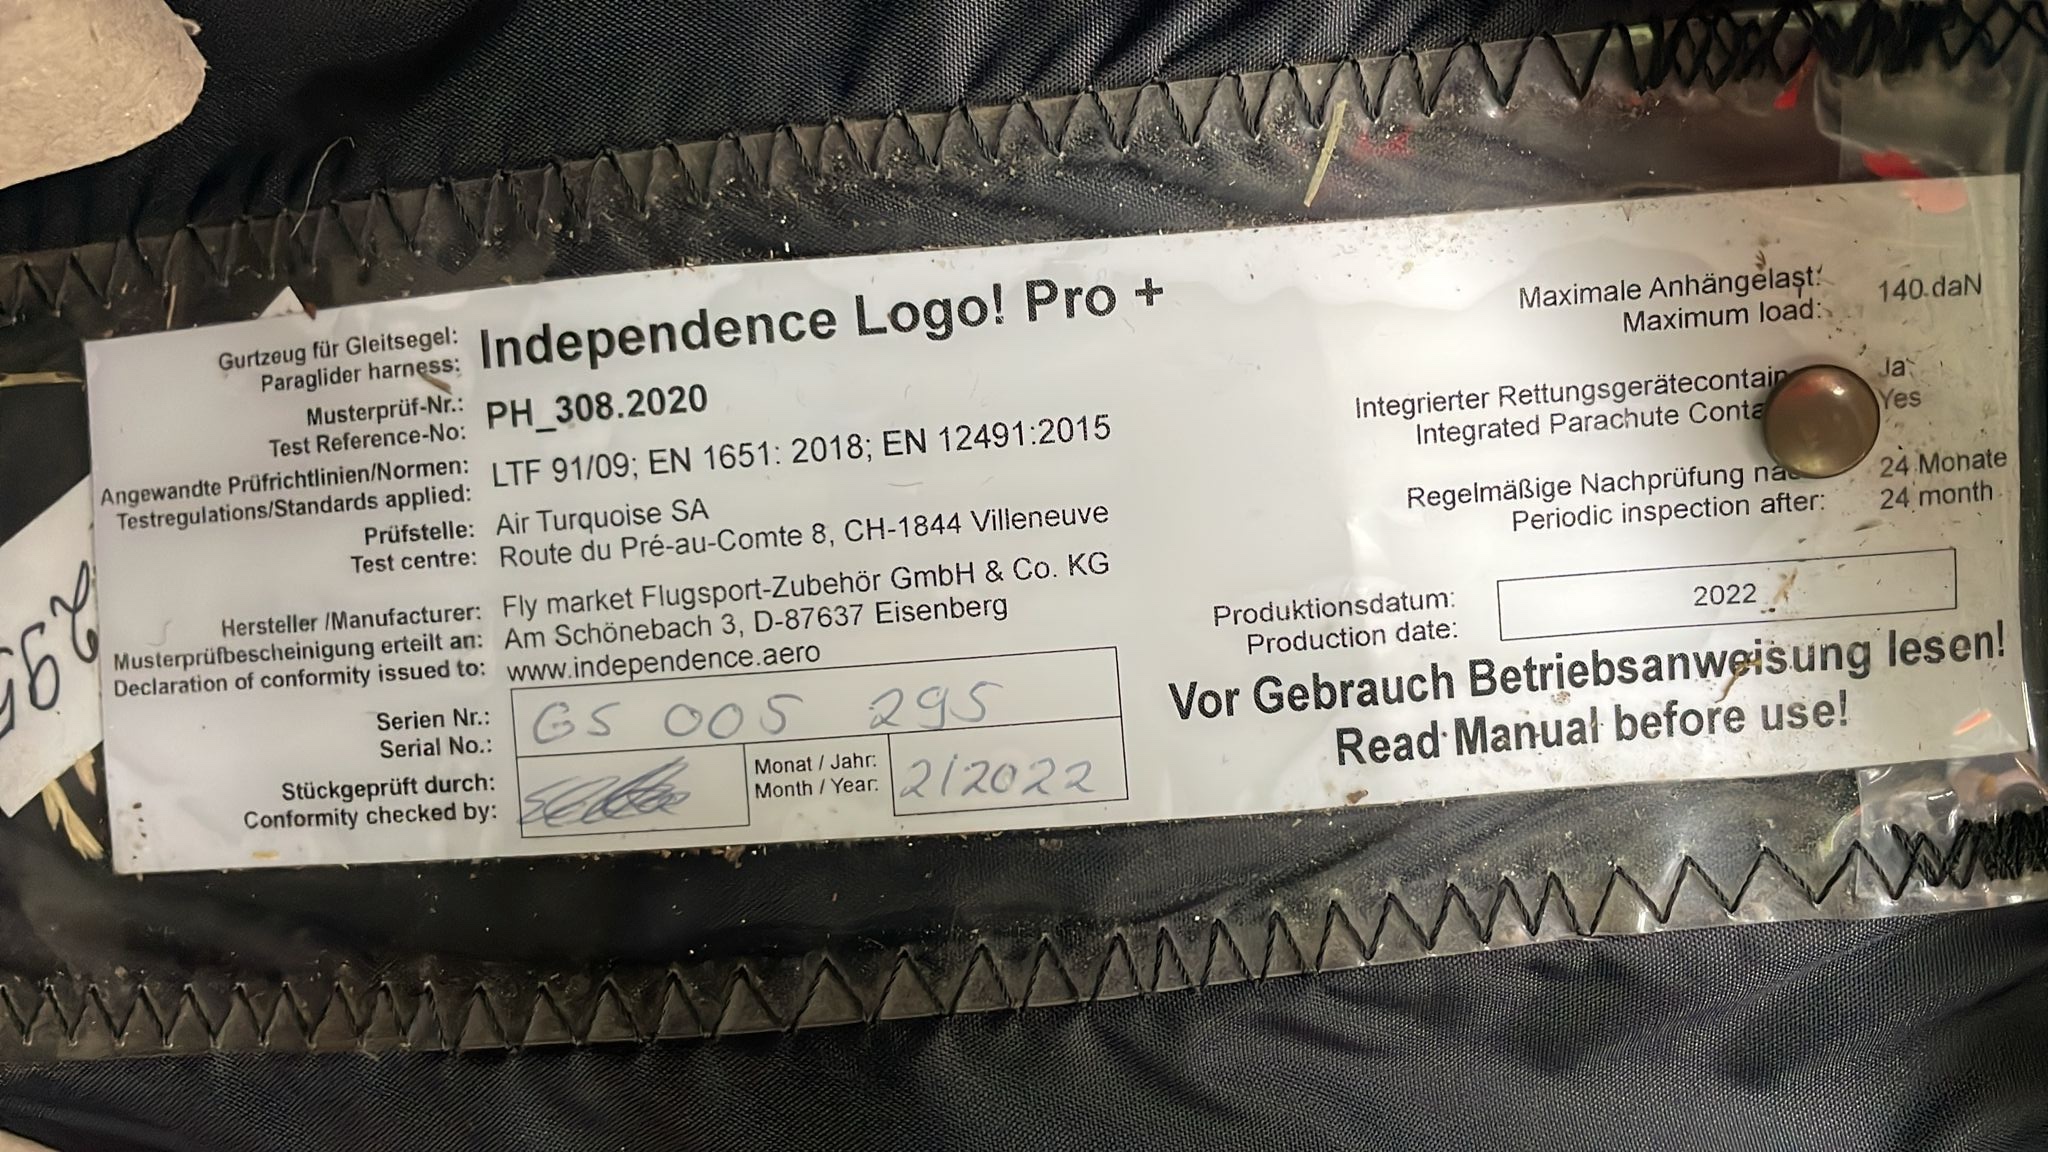 Gurtzeug für Gleitsegel:
Paraglider harness:
Independence Logo! Pro +
Musterprüf-Nr.:
Test Reference-No:
PH_308.2020
Angewandte Prüfrichtlinien/Normen:
Testregulations/Standards applied:
LTF 91/09; EN 1651: 2018; EN 12491:2015
Prüfstelle:
Test centre:
Air Turquoise SA
Route du Pré-au-Comte 8, CH-1844 Villeneuve
Hersteller /Manufacturer:
Musterprüfbescheinigung erteilt an:
Declaration of conformity issued to:
Fly market Flugsport-Zubehör GmbH & Co. KG
Am Schönebach 3, D-87637 Eisenberg
www.independence.aero
Serien Nr.:
Serial No.:
GS 005 295
Stückgeprüft durch:
Conformity checked by:
Monat / Jahr:
Month / Year:
2/2022
Maximale Anhängelast:
Maximum load:
140 daN
Integrierter
Integrated Parachute
Ja
Yes
Regelmäßige Nachprüfung
Periodic inspection after:
24 Monate
24 month
Produktionsdatum:
Production date:
2022
Vor Gebrauch Betriebsanweisung lesen!
Read Manual before use!